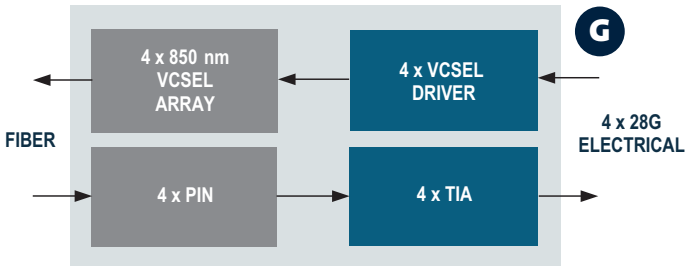 G
4 x 850 nm
VCSEL
ARRAY
4 x VCSEL
DRIVER
FIBER
4 x 28G
ELECTRICAL
4 x PIN
4 x TIA